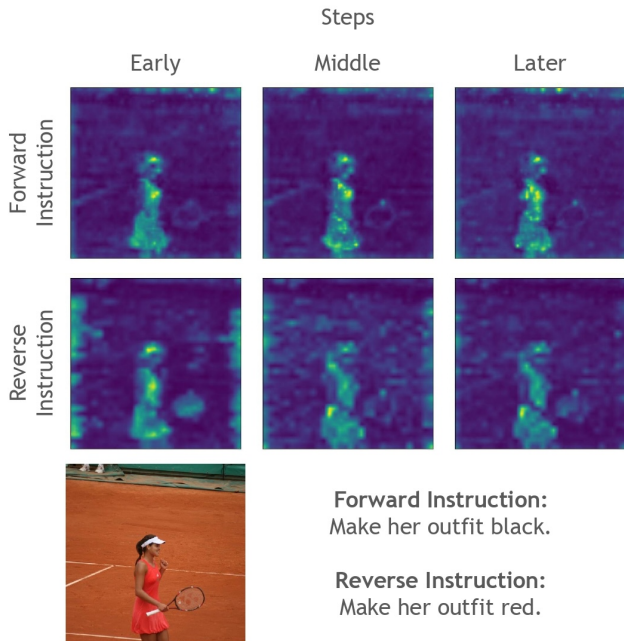 Steps
Early Middle Later
Forward
Instruction
Reverse
Instruction
Forward Instruction:
Make her outfit black.
Reverse Instruction:
Make her outfit red.